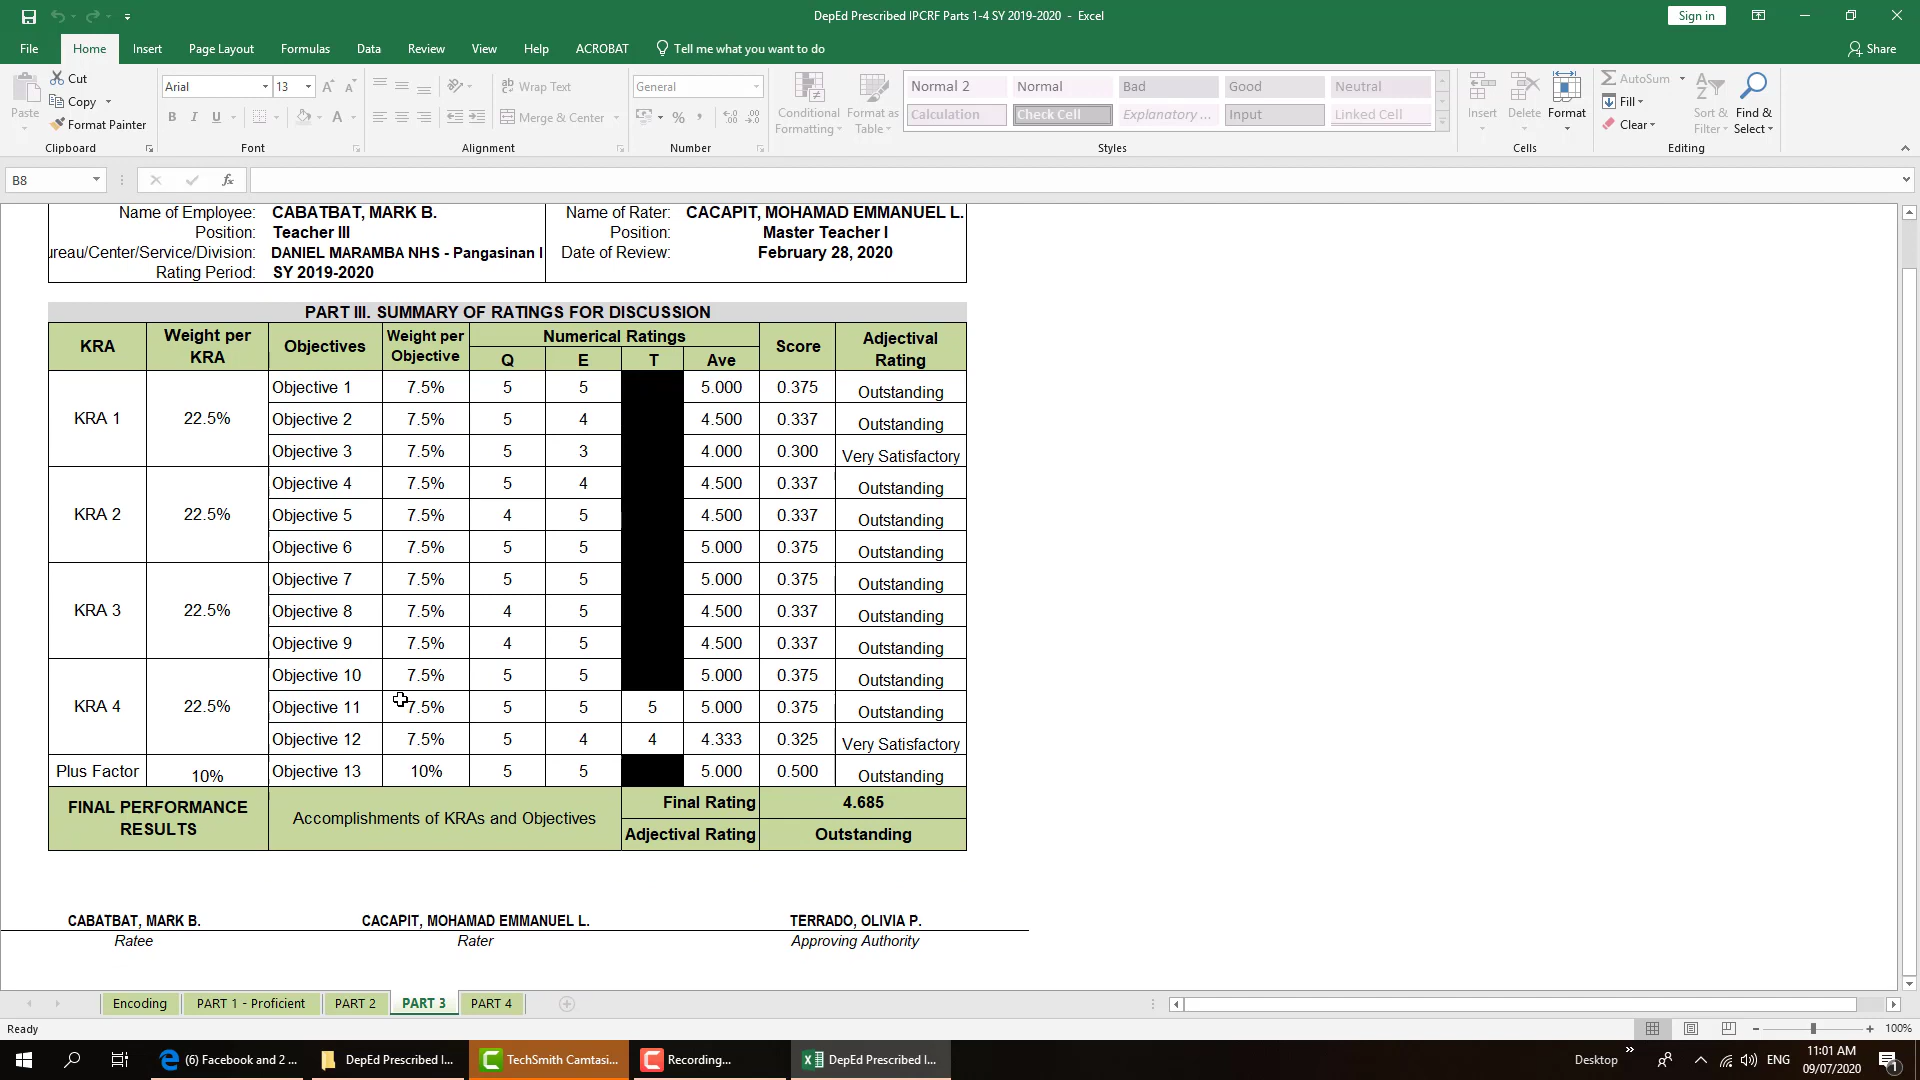 DepEd Prescribed IPCRF Parts 1-4 SY 2019-2020 - Excel
Sign in
File Home Insert Page Layout Formulas Data Review View Help ACROBAT Tell me what you want to do
Share
Paste
Cut
Copy
Format Painter
Clipboard
Arial 13
B I U
Font
Wrap Text
Merge & Center
Alignment
General
Number
Conditional Formatting
Format as Table
Normal 2 Normal Bad Good Neutral
Calculation Check Cell Explanatory ... Input Linked Cell
Styles
Insert Delete Format
Cells
AutoSum
Fill
Clear
Sort & Filter
Find & Select
Editing
B8
fx
Name of Employee: CABATBAT, MARK B. Name of Rater: CACAPIT, MOHAMAD EMMANUEL L.
Position: Teacher III Position: Master Teacher I
ureau/Center/Service/Division: DANIEL MARAMBA NHS - Pangasinan I Date of Review: February 28, 2020
Rating Period: SY 2019-2020
PART III. SUMMARY OF RATINGS FOR DISCUSSION
KRA Weight per KRA Objectives Weight per Objective Numerical Ratings Score Adjectival Rating
Q E T Ave
KRA 1 22.5% Objective 1 7.5% 5 5 5.000 0.375 Outstanding
Objective 2 7.5% 5 4 4.500 0.337 Outstanding
Objective 3 7.5% 5 3 4.000 0.300 Very Satisfactory
KRA 2 22.5% Objective 4 7.5% 5 4 4.500 0.337 Outstanding
Objective 5 7.5% 4 5 4.500 0.337 Outstanding
Objective 6 7.5% 5 5 5.000 0.375 Outstanding
KRA 3 22.5% Objective 7 7.5% 5 5 5.000 0.375 Outstanding
Objective 8 7.5% 4 5 4.500 0.337 Outstanding
Objective 9 7.5% 4 5 4.500 0.337 Outstanding
KRA 4 22.5% Objective 10 7.5% 5 5 5.000 0.375 Outstanding
Objective 11 7.5% 5 5 5 5.000 0.375 Outstanding
Objective 12 7.5% 5 4 4 4.333 0.325 Very Satisfactory
Plus Factor 10% Objective 13 10% 5 5 5.000 0.500 Outstanding
FINAL PERFORMANCE RESULTS Accomplishments of KRAs and Objectives Final Rating 4.685
Adjectival Rating Outstanding
CABATBAT, MARK B. CACAPIT, MOHAMAD EMMANUEL L. TERRADO, OLIVIA P.
Ratee Rater Approving Authority
Encoding PART 1 - Proficient PART 2 PART 3 PART 4
Ready
100%
(6) Facebook and 2 ... DepEd Prescribed I... TechSmith Camtasi... Recording... DepEd Prescribed I...
Desktop
ENG
11:01 AM
09/07/2020
1